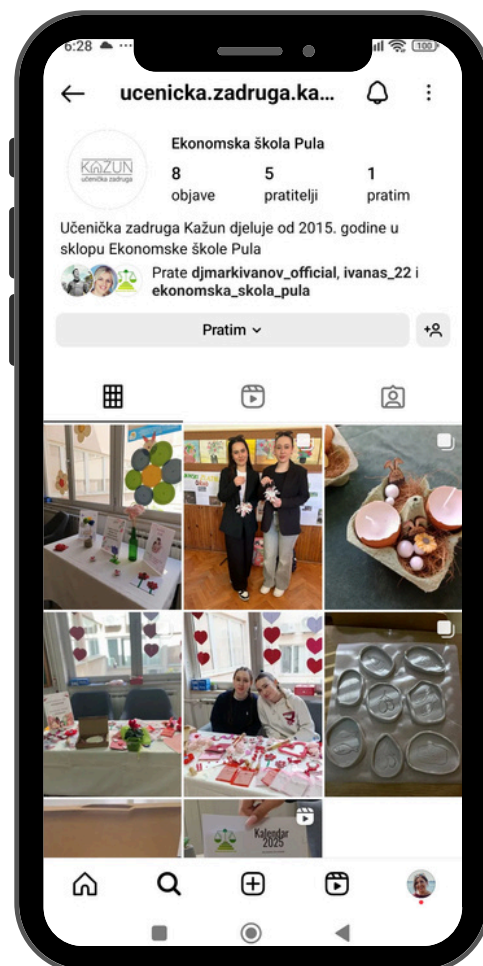 6:28
100
ucenicka.zadruga.ka...
KAŽUN
učenička zadruga
Ekonomska škola Pula
8 5 1
objave pratitelji pratim
Učenička zadruga Kažun djeluje od 2015. godine u
sklopu Ekonomske škole Pula
Prate djmarkivanov_official, ivanas_22 i
ekonomska_skola_pula
Pratim
Kalendar
2025